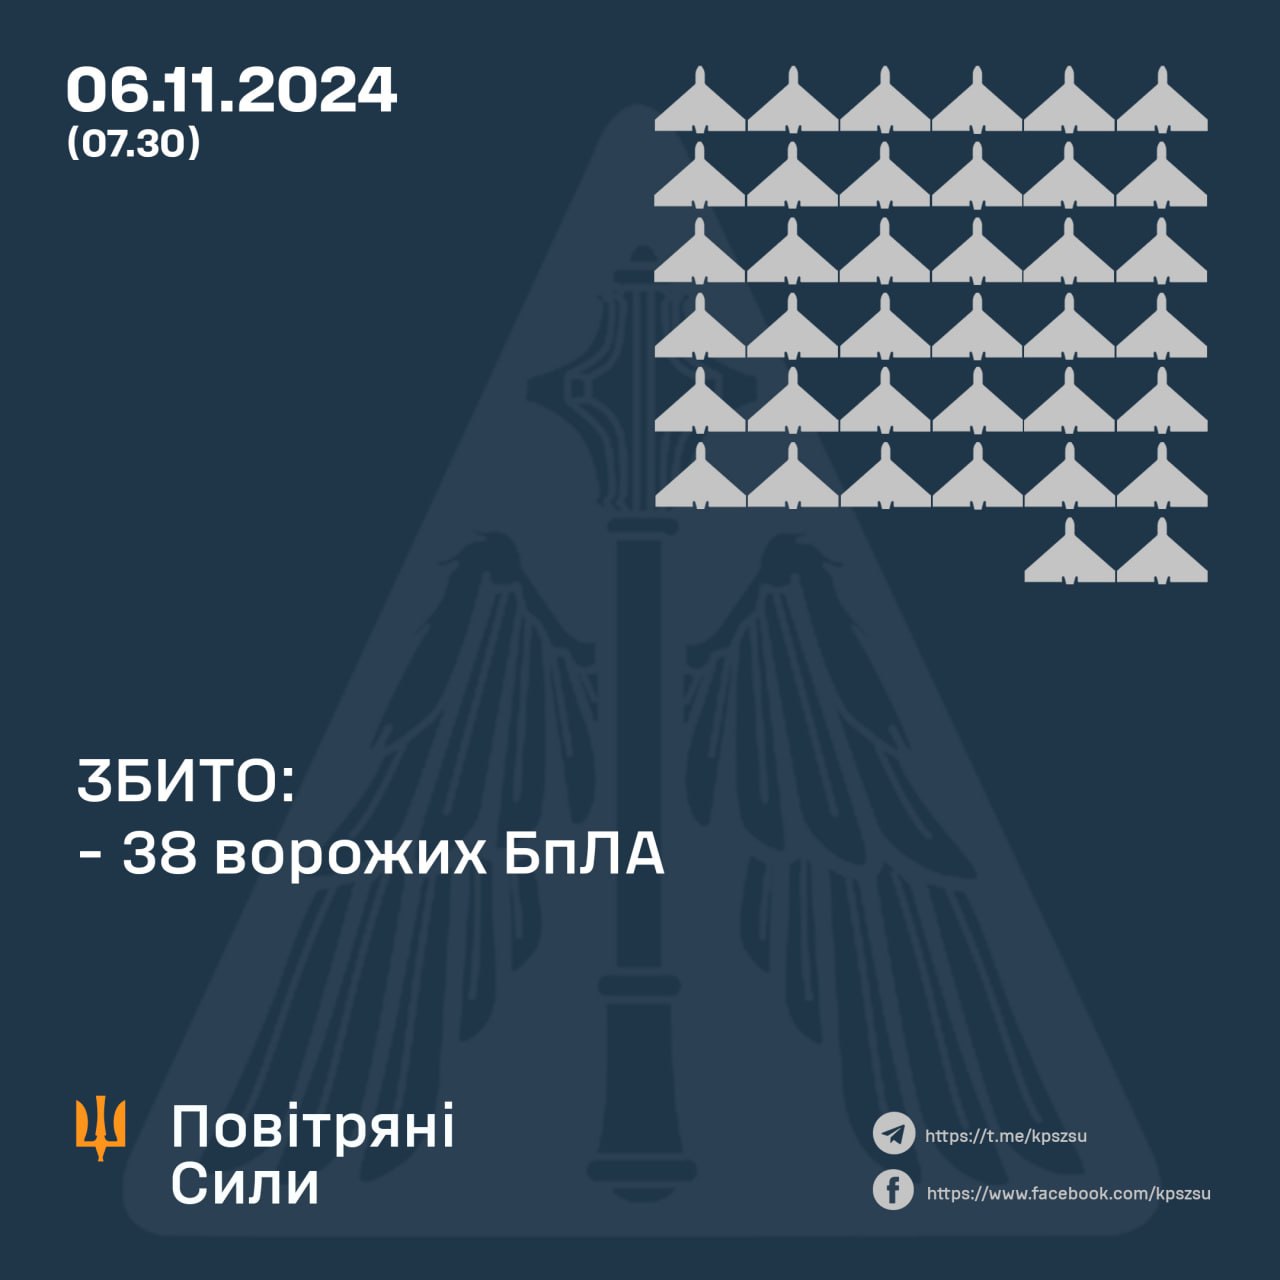 06.11.2024
(07.30)
ЗБИТО:
- 38 ворожих БпЛА
Повітряні
Сили
https://t.me/kpszsu
https://www.facebook.com/kpszsu